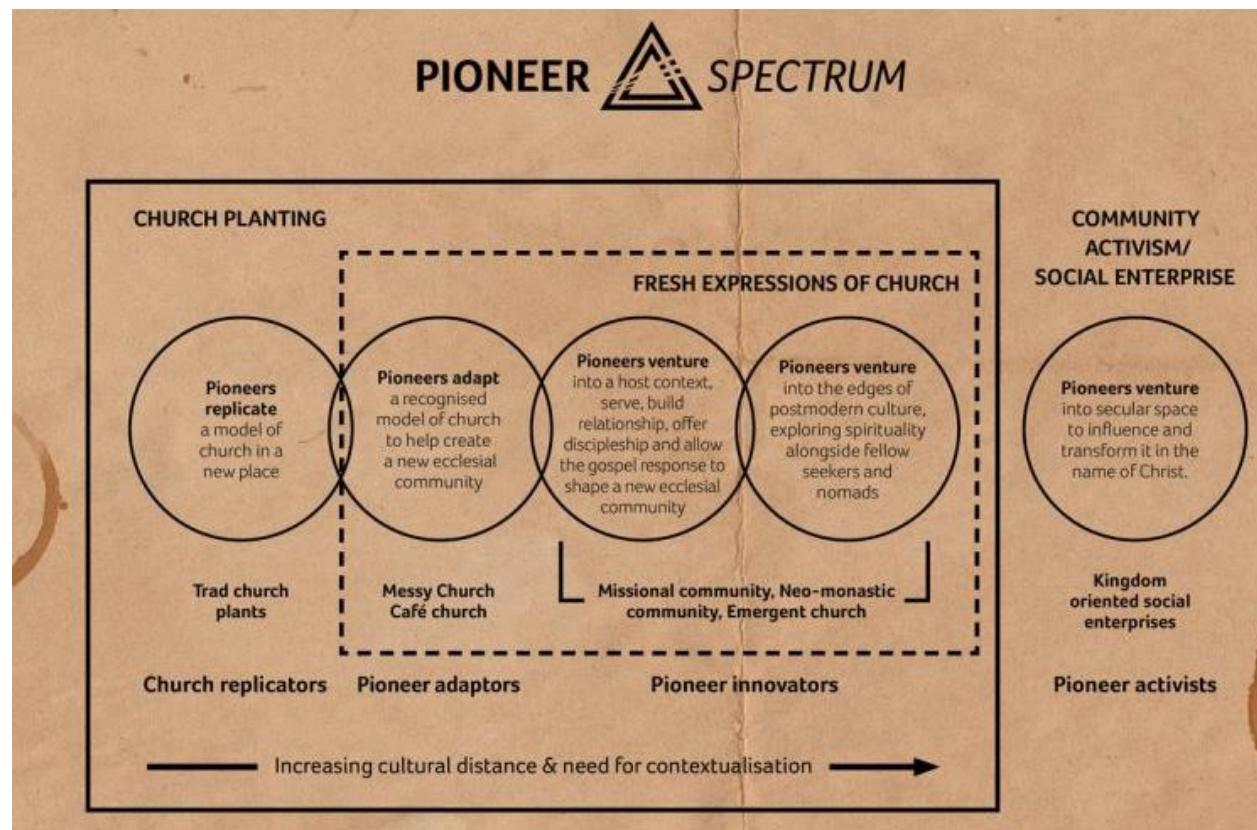 PIONEER SPECTRUM
CHURCH PLANTING
FRESH EXPRESSIONS OF CHURCH
COMMUNITY
ACTIVISM/
SOCIAL ENTERPRISE
Pioneers
replicate
a model of
church in a
new place
Pioneers adapt
a recognised
model of church
to help create
a new ecclesial
community
Pioneers venture
into a host context,
serve, build
relationship, offer
discipleship and allow
the gospel response to
shape a new ecclesial
community
Pioneers venture
into the edges of
postmodern culture,
exploring spirituality
alongside fellow
seekers and
nomads
Pioneers venture
into secular space
to influence and
transform it in the
name of Christ.
Trad church
plants
Messy Church
Café church
Missional community, Neo-monastic
community, Emergent church
Kingdom
oriented social
enterprises
Church replicators
Pioneer adaptors
Pioneer innovators
Pioneer activists
Increasing cultural distance & need for contextualisation